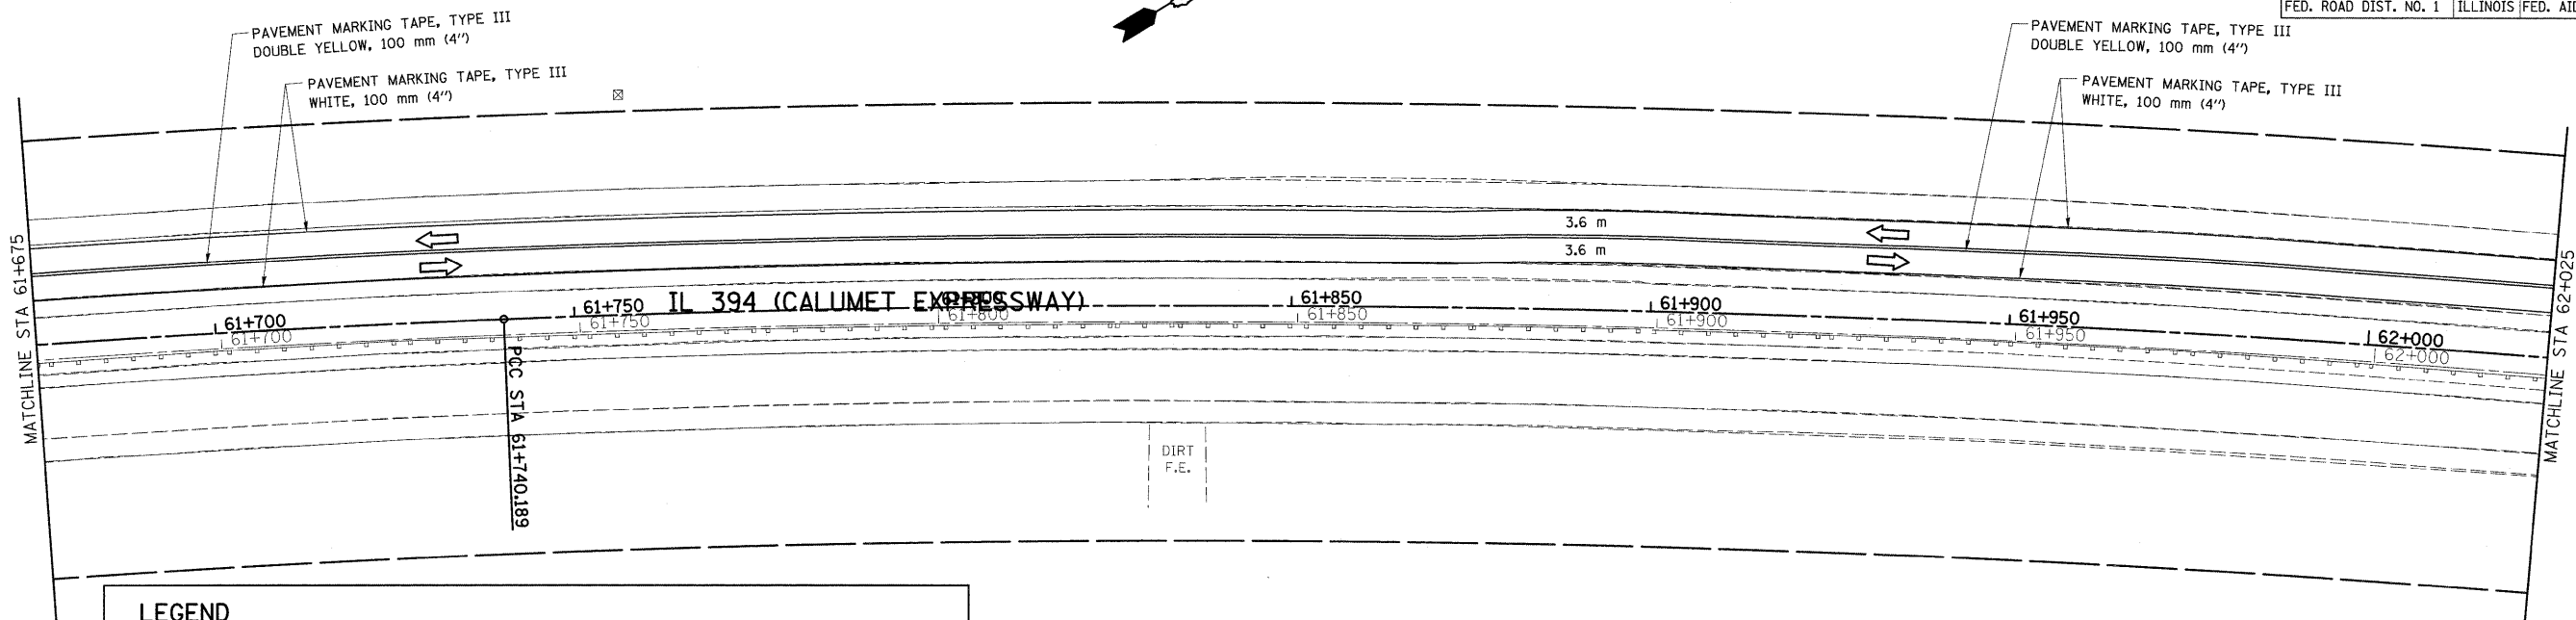 FED. ROAD DIST. NO. 1 ILLINOIS FED. AID
PAVEMENT MARKING TAPE, TYPE III
DOUBLE YELLOW, 100 mm (4")
PAVEMENT MARKING TAPE, TYPE III
WHITE, 100 mm (4")
PAVEMENT MARKING TAPE, TYPE III
DOUBLE YELLOW, 100 mm (4")
PAVEMENT MARKING TAPE, TYPE III
WHITE, 100 mm (4")
MATCHLINE STA 61+675
3.6 m
3.6 m
MATCHLINE STA 62+025
IL 394 (CALUMET EXPRESSWAY)
61+700
61+750
61+800
61+850
61+900
61+950
62+000
61+700
61+750
61+800
61+850
61+900
61+950
62+000
PCC STA 61+740.189
DIRT
F.E.
LEGEND